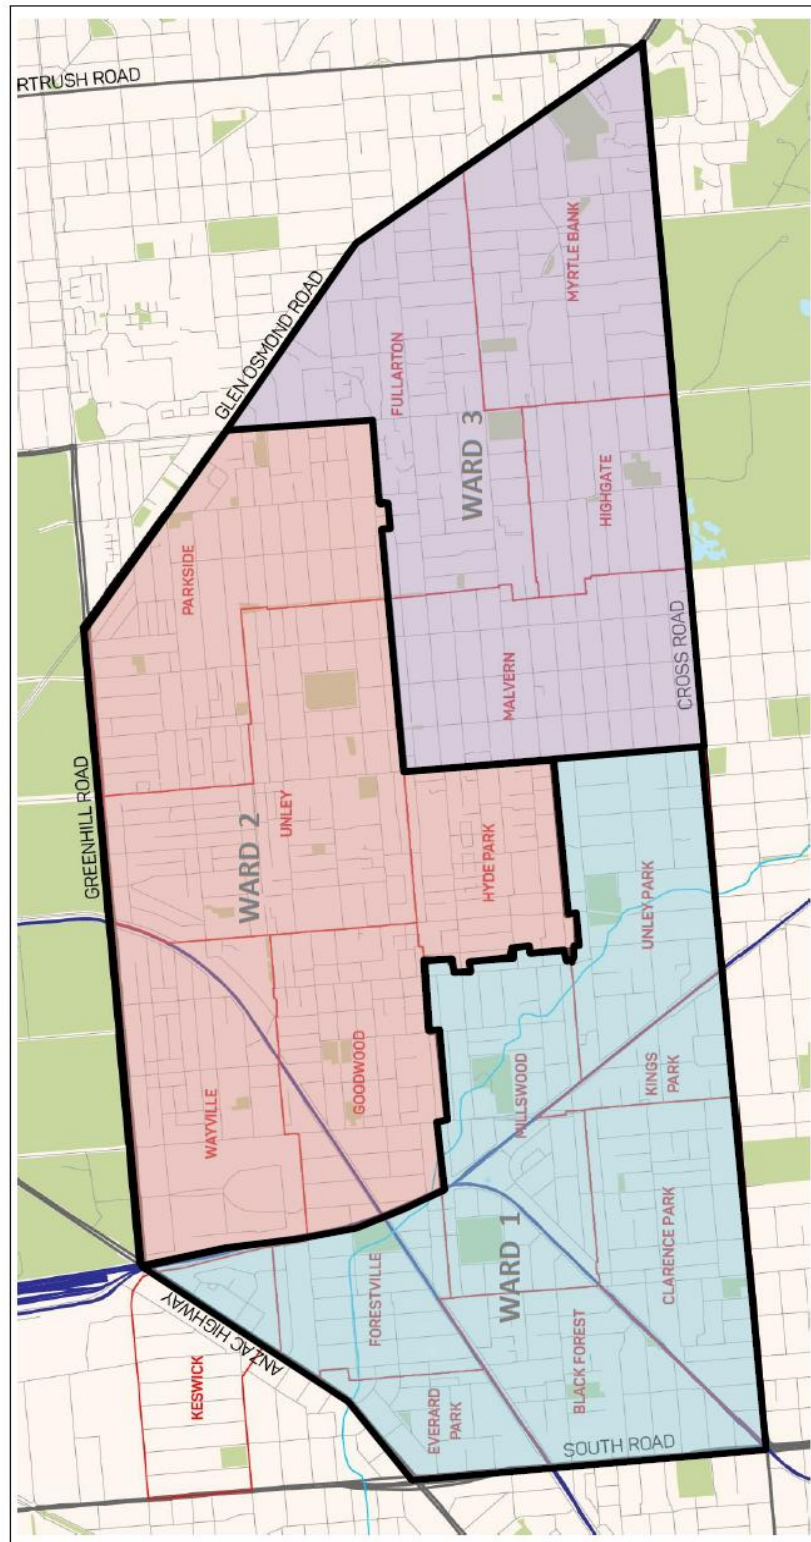 RTRUSH ROAD
GLEN OSMOND ROAD
MYRTLE BANK
FULLARTON
WARD 3
HIGHGATE
PARKSIDE
MALVERN
CROSS ROAD
GREENHILL ROAD
UNLEY
WARD 2
HYDE PARK
UNLEY PARK
GOODWOOD
WAYVILLE
MILLSWOOD
KINGS
PARK
CLARENCE PARK
WARD 1
FORESTVILLE
ANZAC HIGHWAY
BLACK FOREST
KESWICK
EVERARD
PARK
SOUTH ROAD